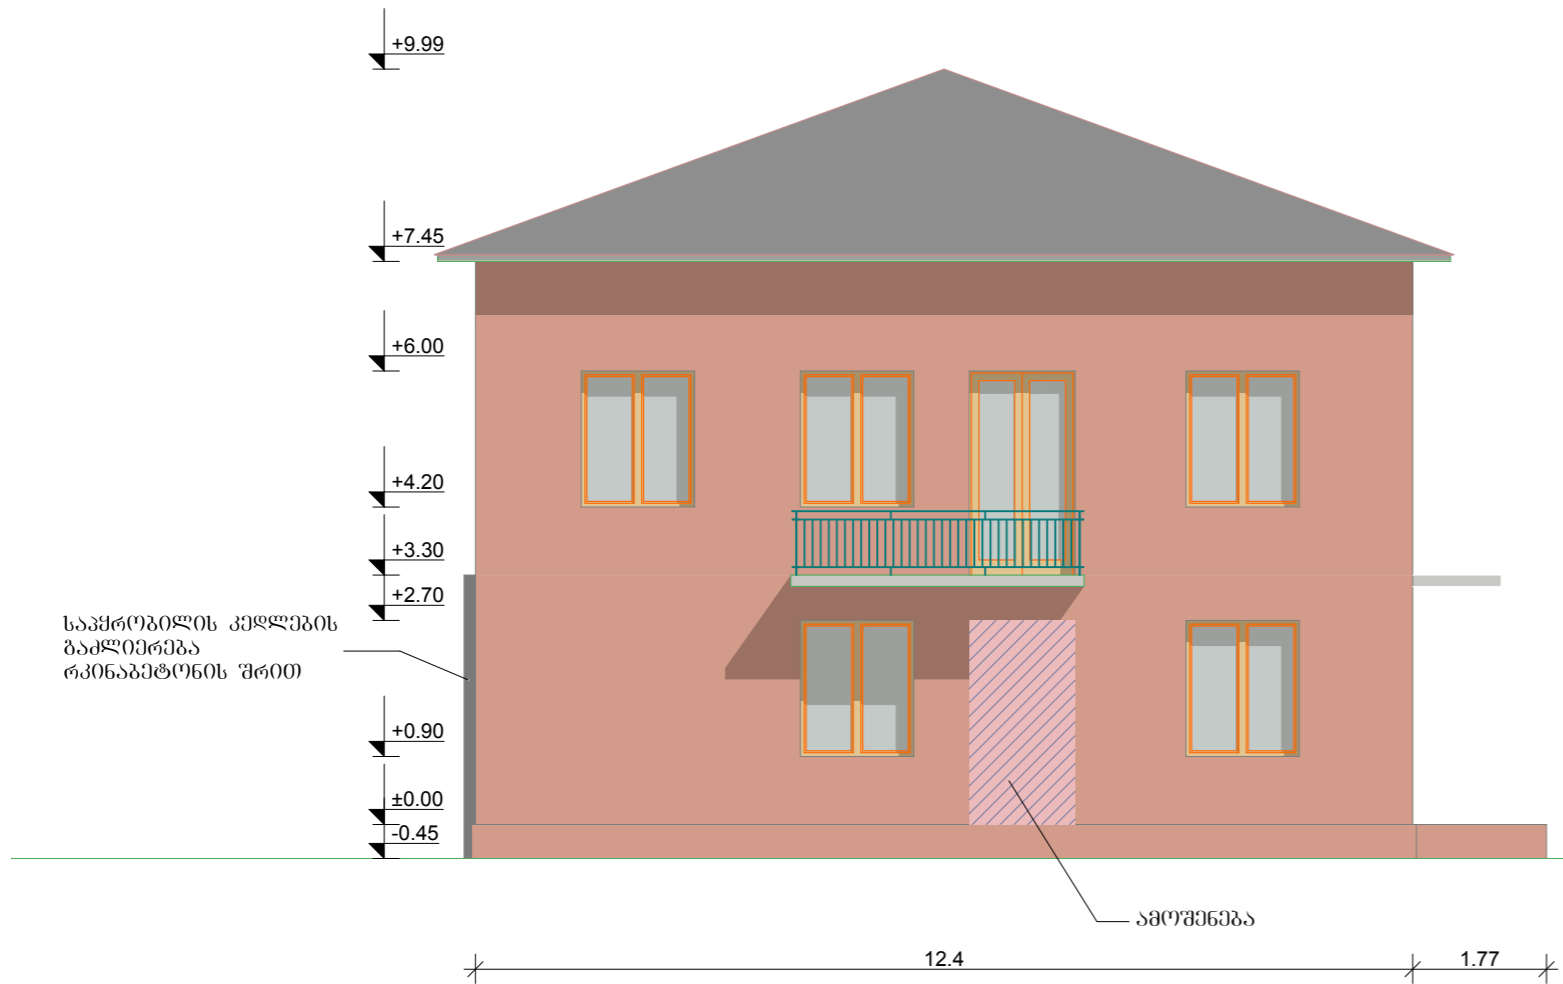 +9.99
+7.45
+6.00
+4.20
+3.30
+2.70
საპყრობილის კედლების
გაძლიერება
რკინაბეტონის შრით
+0.90
±0.00
-0.45
ამოშენება
12.4
1.77